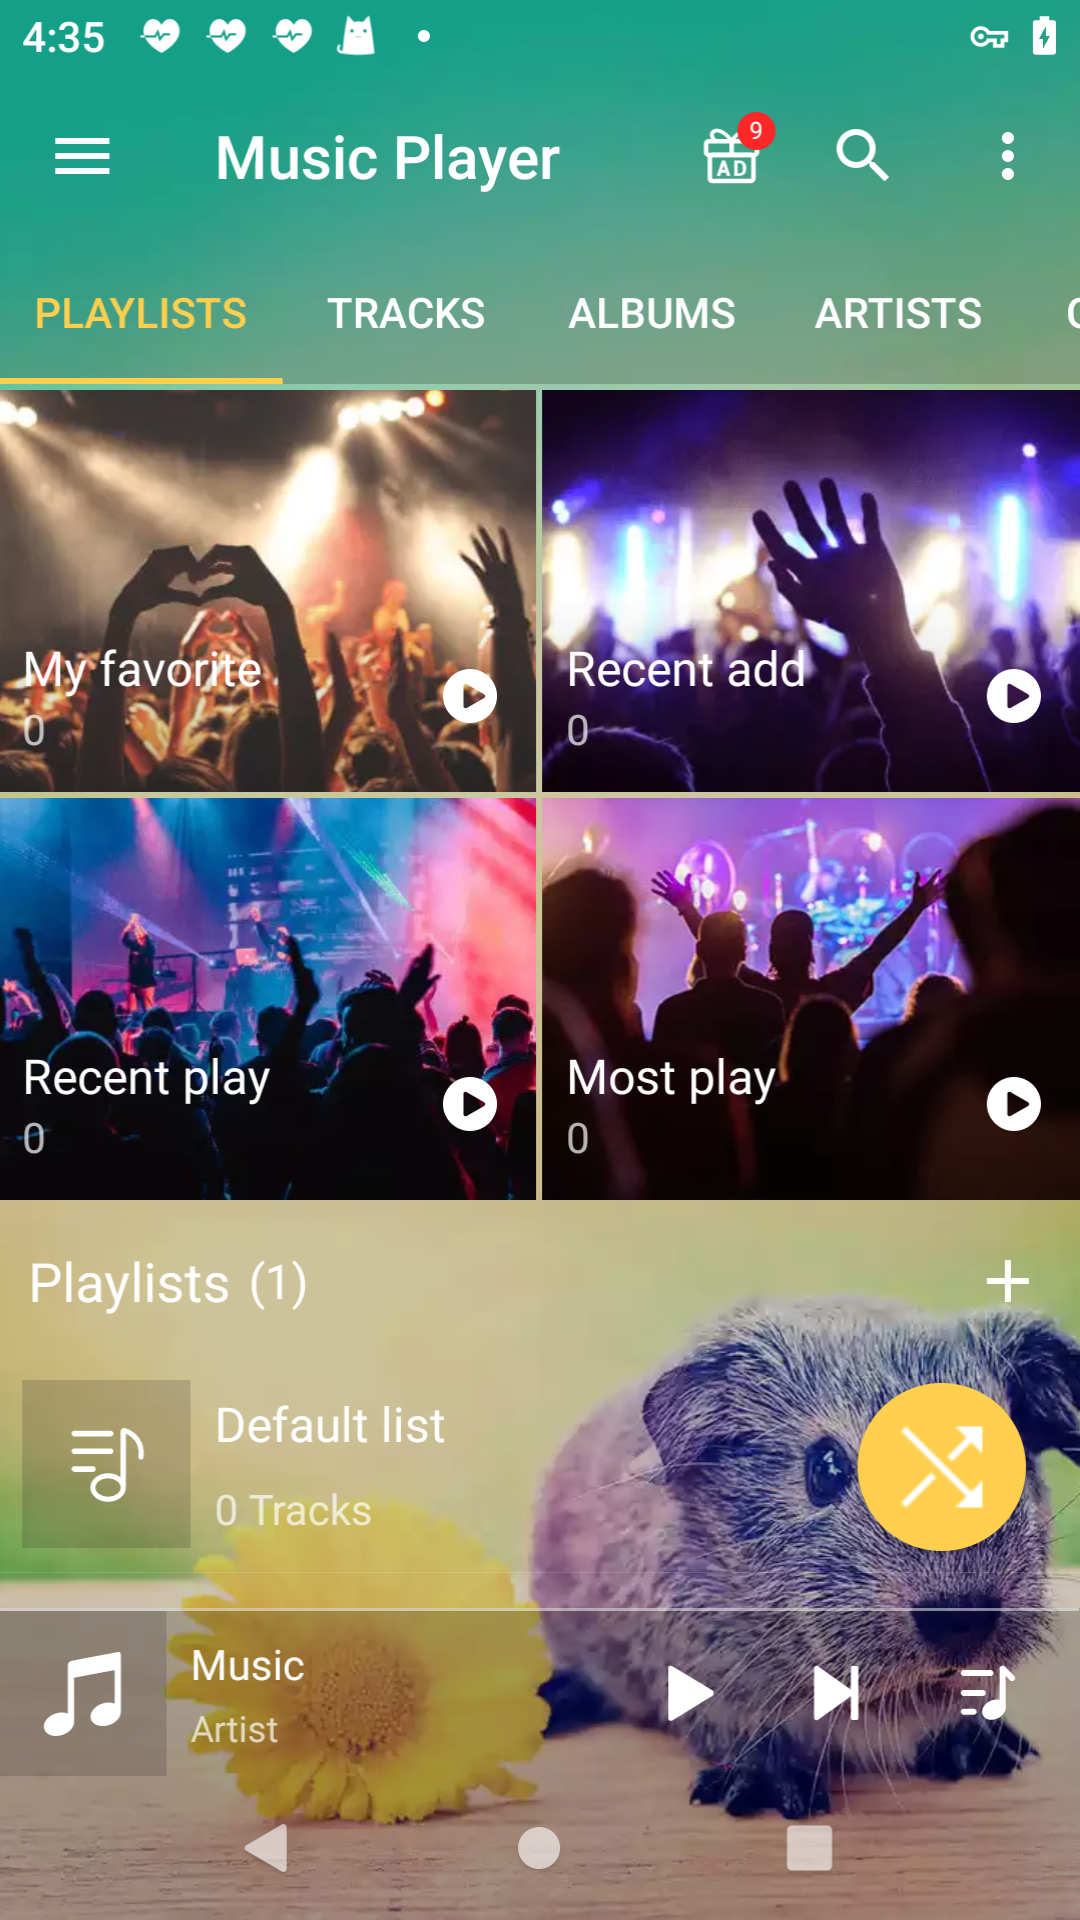 4:35
Music Player
AD
9
PLAYLISTS TRACKS ALBUMS ARTISTS
My favorite
0
Recent add
0
Recent play
0
Most play
0
Playlists (1)
Default list
0 Tracks
Music
Artist